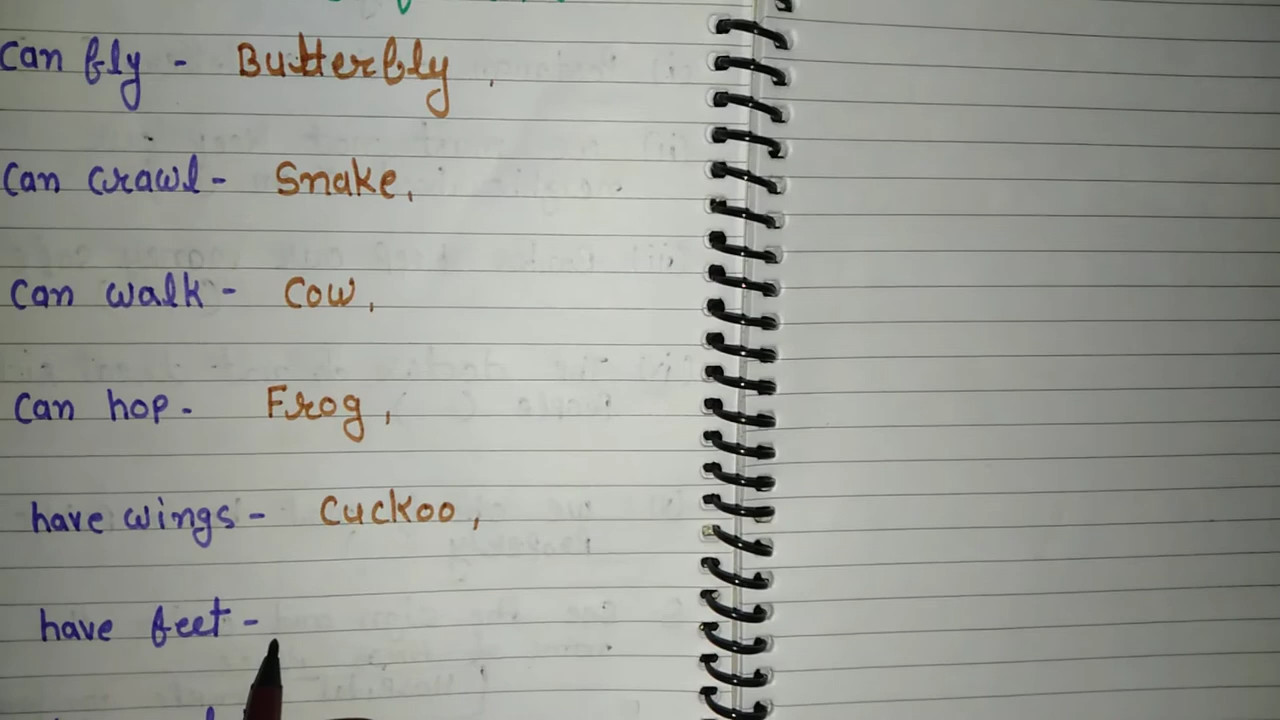 Can fly - Butterfly,
Can crawl - Snake,
Can walk - Cow,
Can hop - Frog,
have wings - Cuckoo,
have feet -